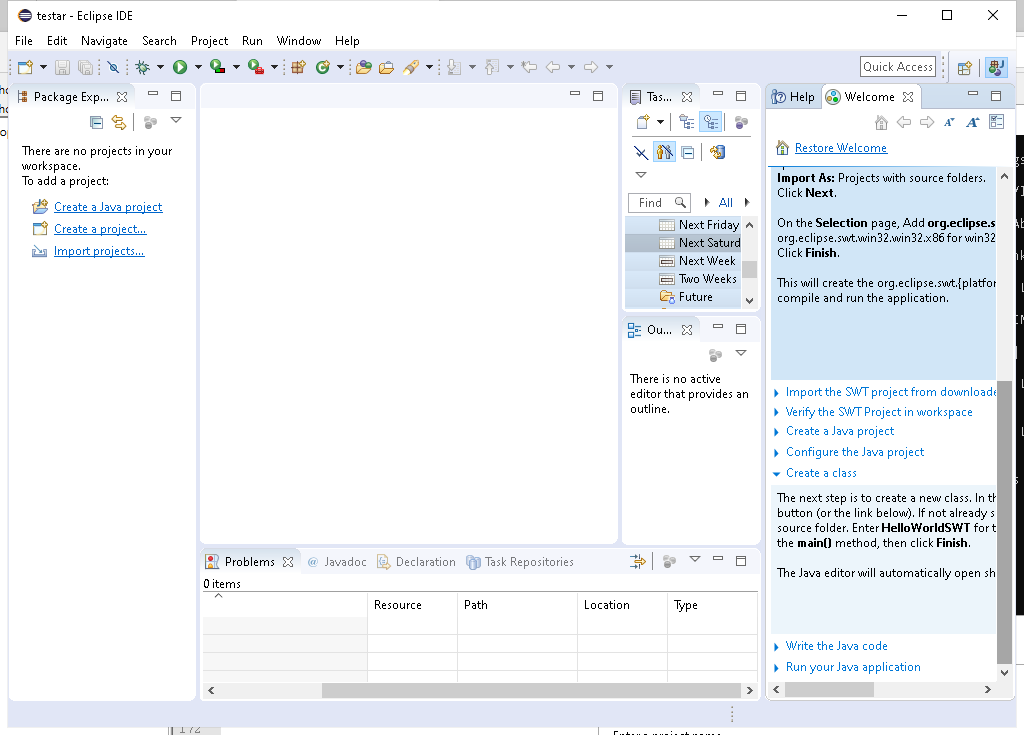 testar - Eclipse IDE
File Edit Navigate Search Project Run Window Help
Quick Access
Package Exp...
There are no projects in your
workspace.
To add a project:
Create a Java project
Create a project...
Import projects...
Tas...
Find
All
Next Friday
Next Saturd
Next Week
Two Weeks
Future
Ou...
There is no active
editor that provides an
outline.
Help
Welcome
Restore Welcome
Import As: Projects with source folders.
Click Next.
On the Selection page, Add org.eclipse.s
org.eclipse.swt.win32.win32.x86 for win32
Click Finish.
This will create the org.eclipse.swt.{platfor
compile and run the application.
Import the SWT project from downloade
Verify the SWT Project in workspace
Create a Java project
Configure the Java project
Create a class
The next step is to create a new class. In th
button (or the link below). If not already s
source folder. Enter HelloWorldSWT for t
the main() method, then click Finish.
The Java editor will automatically open sh
Write the Java code
Run your Java application
Problems
@ Javadoc
Declaration
Task Repositories
0 items
Resource Path Location Type
172
Enter a project name